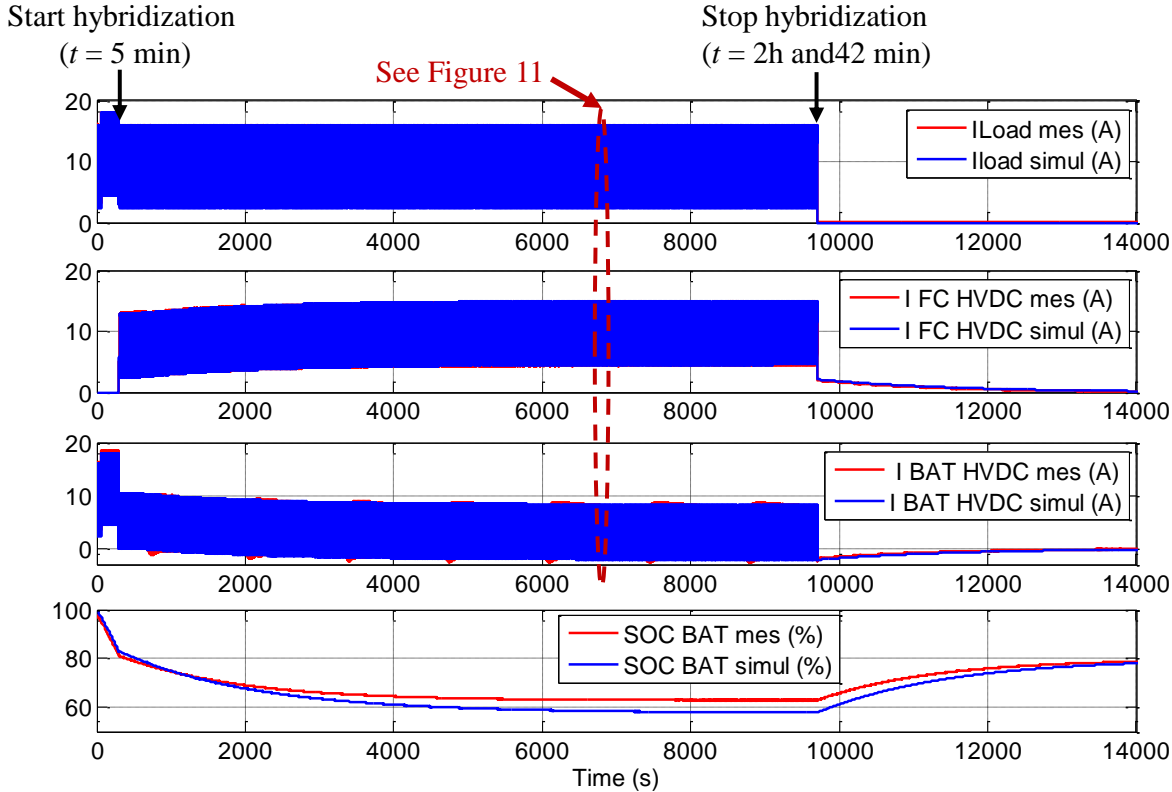 Start hybridization
(t = 5 min)
Stop hybridization
(t = 2h and42 min)
See Figure 11
20
10
0
ILoad mes (A)
Iload simul (A)
0 2000 4000 6000 8000 10000 12000 14000
20
10
0
I FC HVDC mes (A)
I FC HVDC simul (A)
0 2000 4000 6000 8000 10000 12000 14000
20
10
0
I BAT HVDC mes (A)
I BAT HVDC simul (A)
0 2000 4000 6000 8000 10000 12000 14000
100
80
60
SOC BAT mes (%)
SOC BAT simul (%)
0 2000 4000 6000 8000 10000 12000 14000
Time (s)